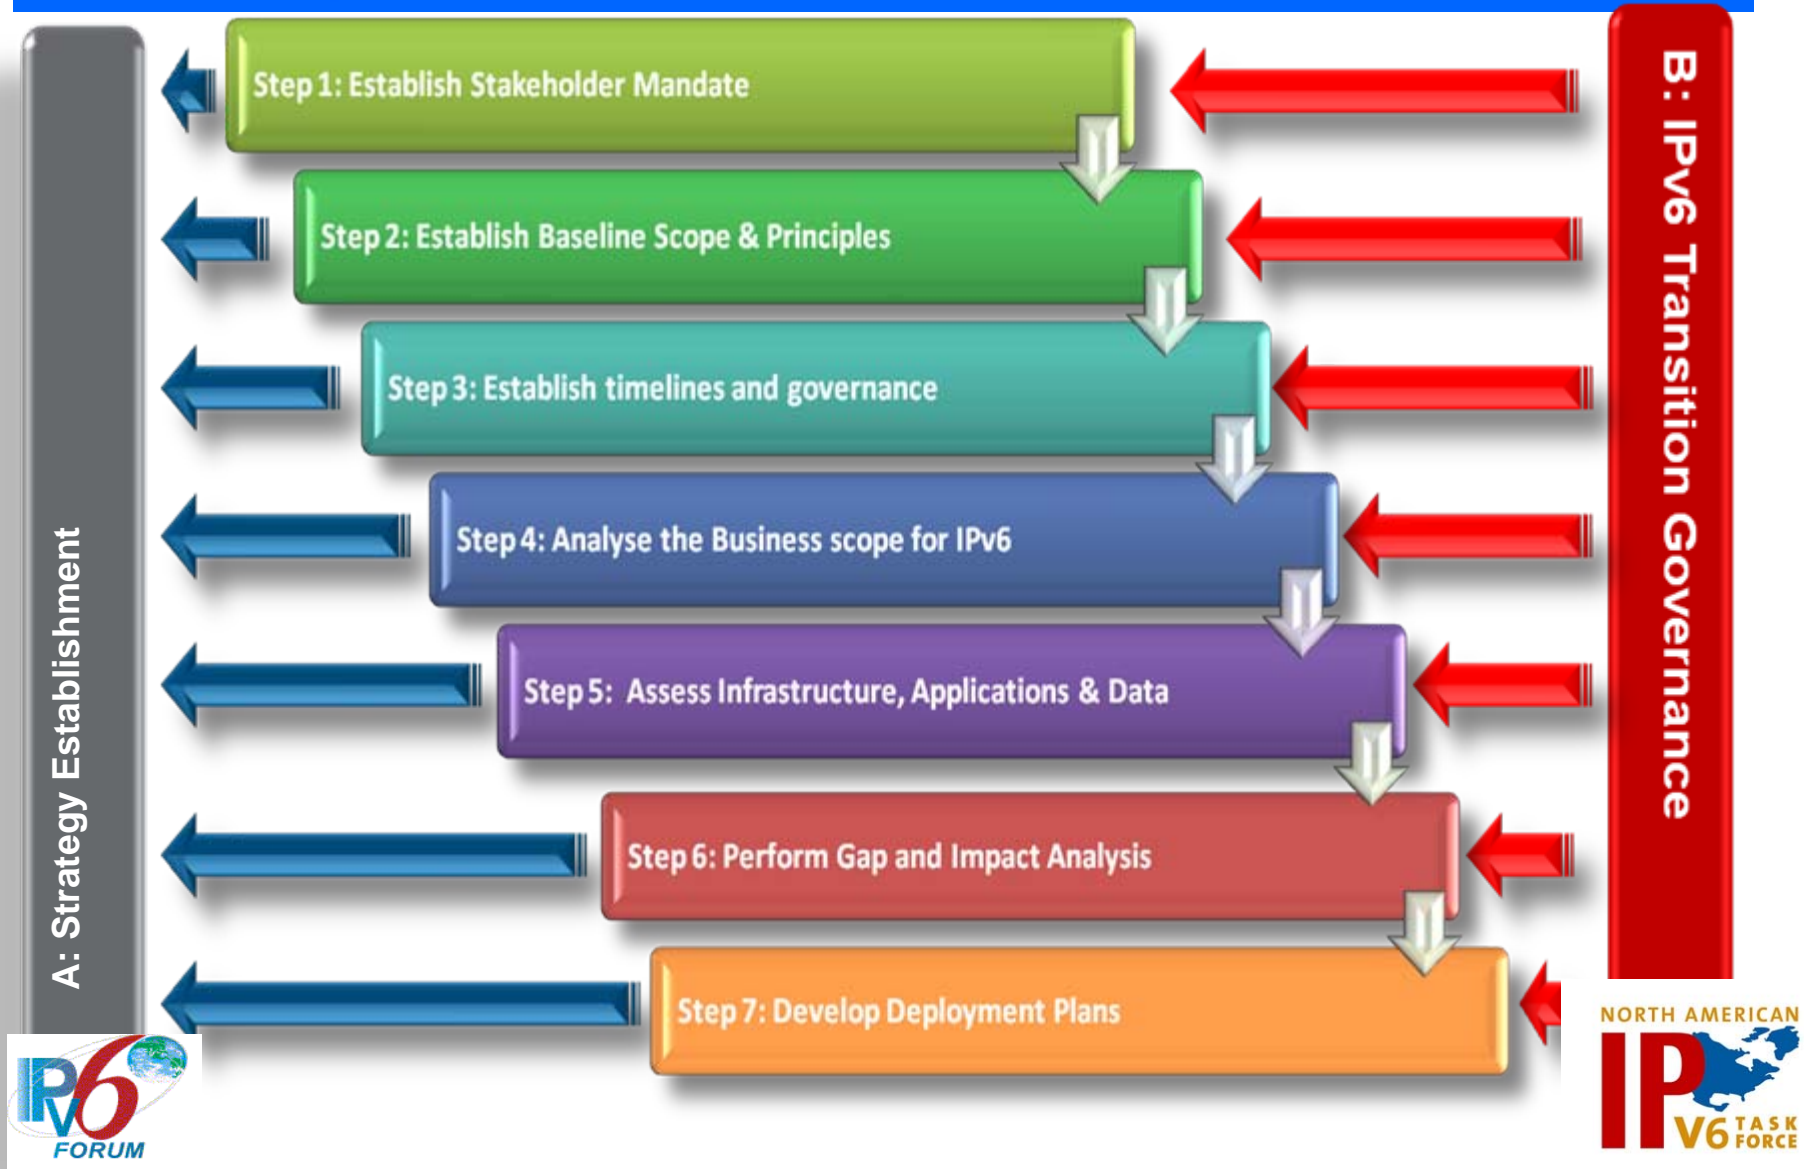 A: Strategy Establishment
Step 1: Establish Stakeholder Mandate
Step 2: Establish Baseline Scope & Principles
Step 3: Establish timelines and governance
Step 4: Analyse the Business scope for IPv6
Step 5: Assess Infrastructure, Applications & Data
Step 6: Perform Gap and Impact Analysis
Step 7: Develop Deployment Plans
B: IPv6 Transition Governance
IPv6
FORUM
NORTH AMERICAN
IP
V6 TASK
FORCE